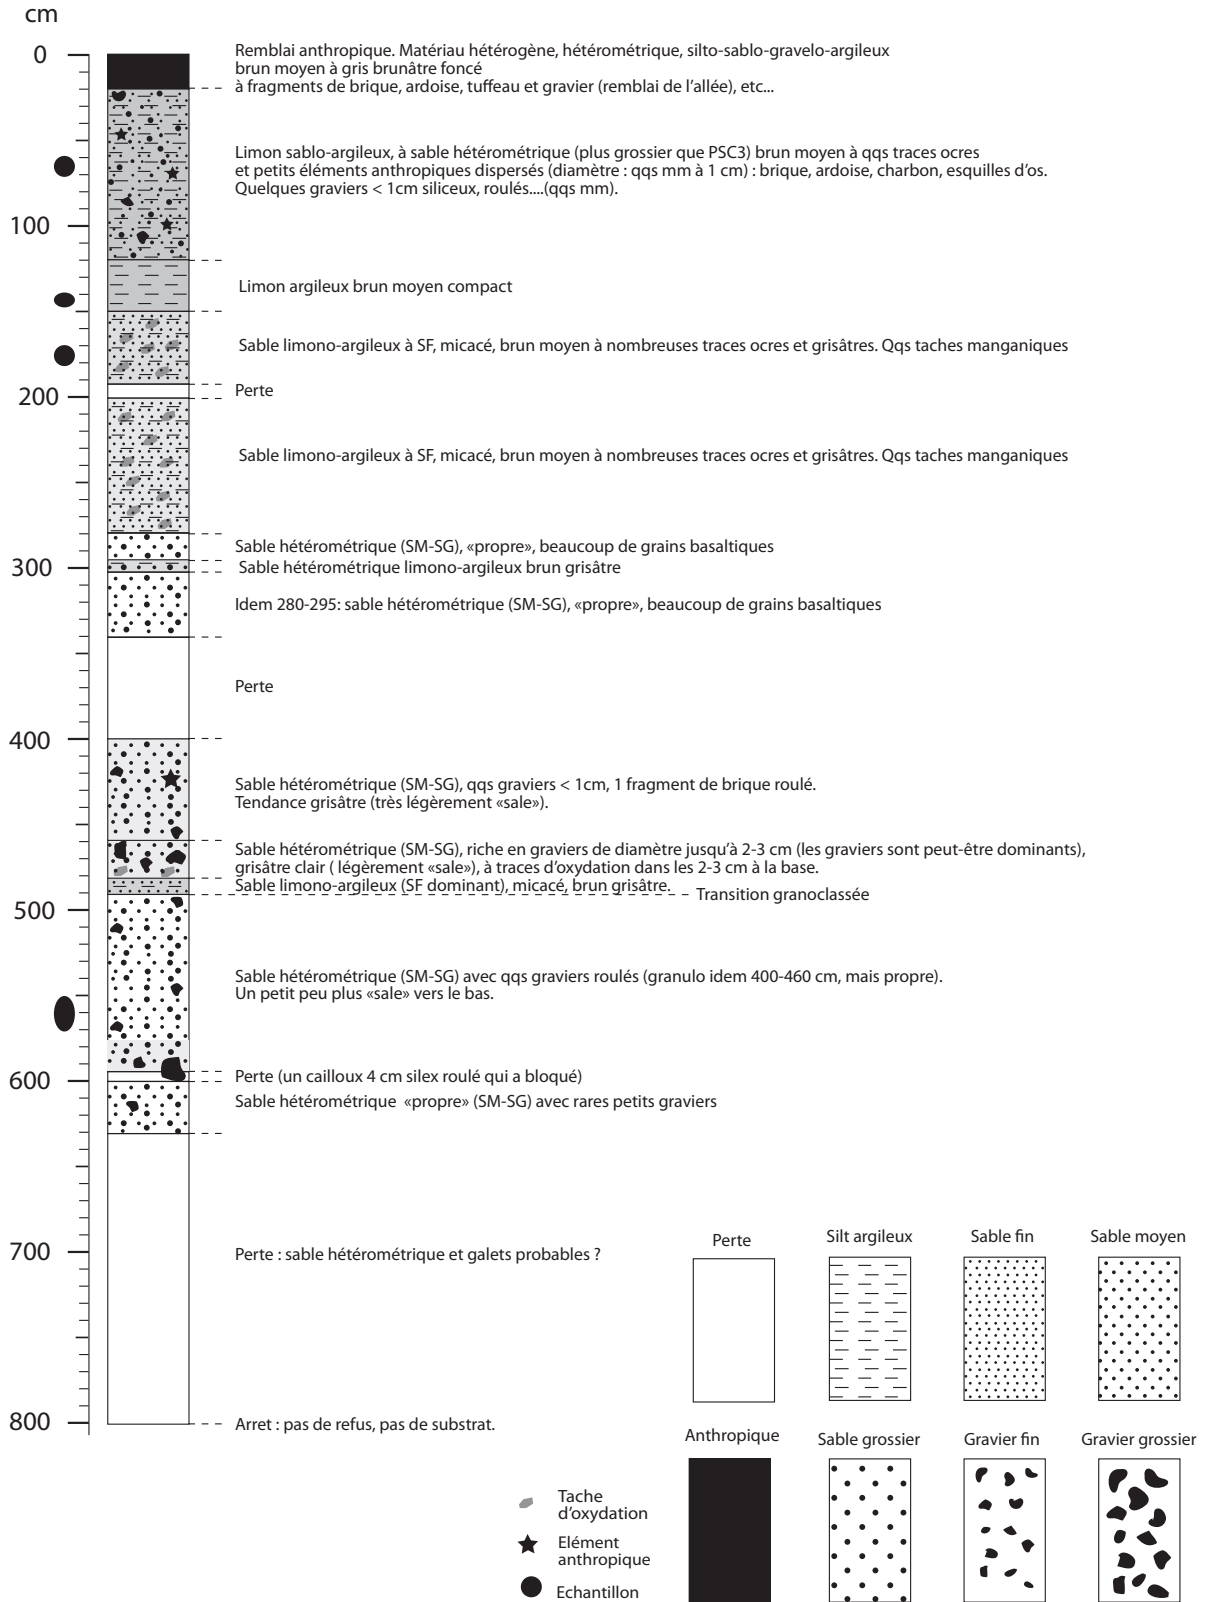 cm
0
Remblai anthropique. Matériau hétérogène, hétérométrique, silto-sablo-gravelo-argileux
brun moyen à gris brunâtre foncé
à fragments de brique, ardoise, tuffeau et gravier (remblai de l'allée), etc...
Limon sablo-argileux, à sable hétérométrique (plus grossier que PSC3) brun moyen à qqs traces ocres
et petits éléments anthropiques dispersés (diamètre : qqs mm à 1 cm) : brique, ardoise, charbon, esquilles d'os.
Quelques graviers < 1cm siliceux, roulés....(qqs mm).
100
Limon argileux brun moyen compact
Sable limono-argileux à SF, micacé, brun moyen à nombreuses traces ocres et grisâtres. Qqs taches manganiques
Perte
200
Sable limono-argileux à SF, micacé, brun moyen à nombreuses traces ocres et grisâtres. Qqs taches manganiques
Sable hétérométrique (SM-SG), «propre», beaucoup de grains basaltiques
300
Sable hétérométrique limono-argileux brun grisâtre
Idem 280-295: sable hétérométrique (SM-SG), «propre», beaucoup de grains basaltiques
Perte
400
Sable hétérométrique (SM-SG), qqs graviers < 1cm, 1 fragment de brique roulé.
Tendance grisâtre (très légèrement «sale»).
Sable hétérométrique (SM-SG), riche en graviers de diamètre jusqu'à 2-3 cm (les graviers sont peut-être dominants),
grisâtre clair ( légèrement «sale»), à traces d'oxydation dans les 2-3 cm à la base.
Sable limono-argileux (SF dominant), micacé, brun grisâtre.
Transition granoclassée
500
Sable hétérométrique (SM-SG) avec qqs graviers roulés (granulo idem 400-460 cm, mais propre).
Un petit peu plus «sale» vers le bas.
600
Perte (un cailloux 4 cm silex roulé qui a bloqué)
Sable hétérométrique «propre» (SM-SG) avec rares petits graviers
700
Perte : sable hétérométrique et galets probables ?
800
Arret : pas de refus, pas de substrat.
Perte
Silt argileux
Sable fin
Sable moyen
Anthropique
Sable grossier
Gravier fin
Gravier grossier
Tache
d'oxydation
Elément
anthropique
Echantillon